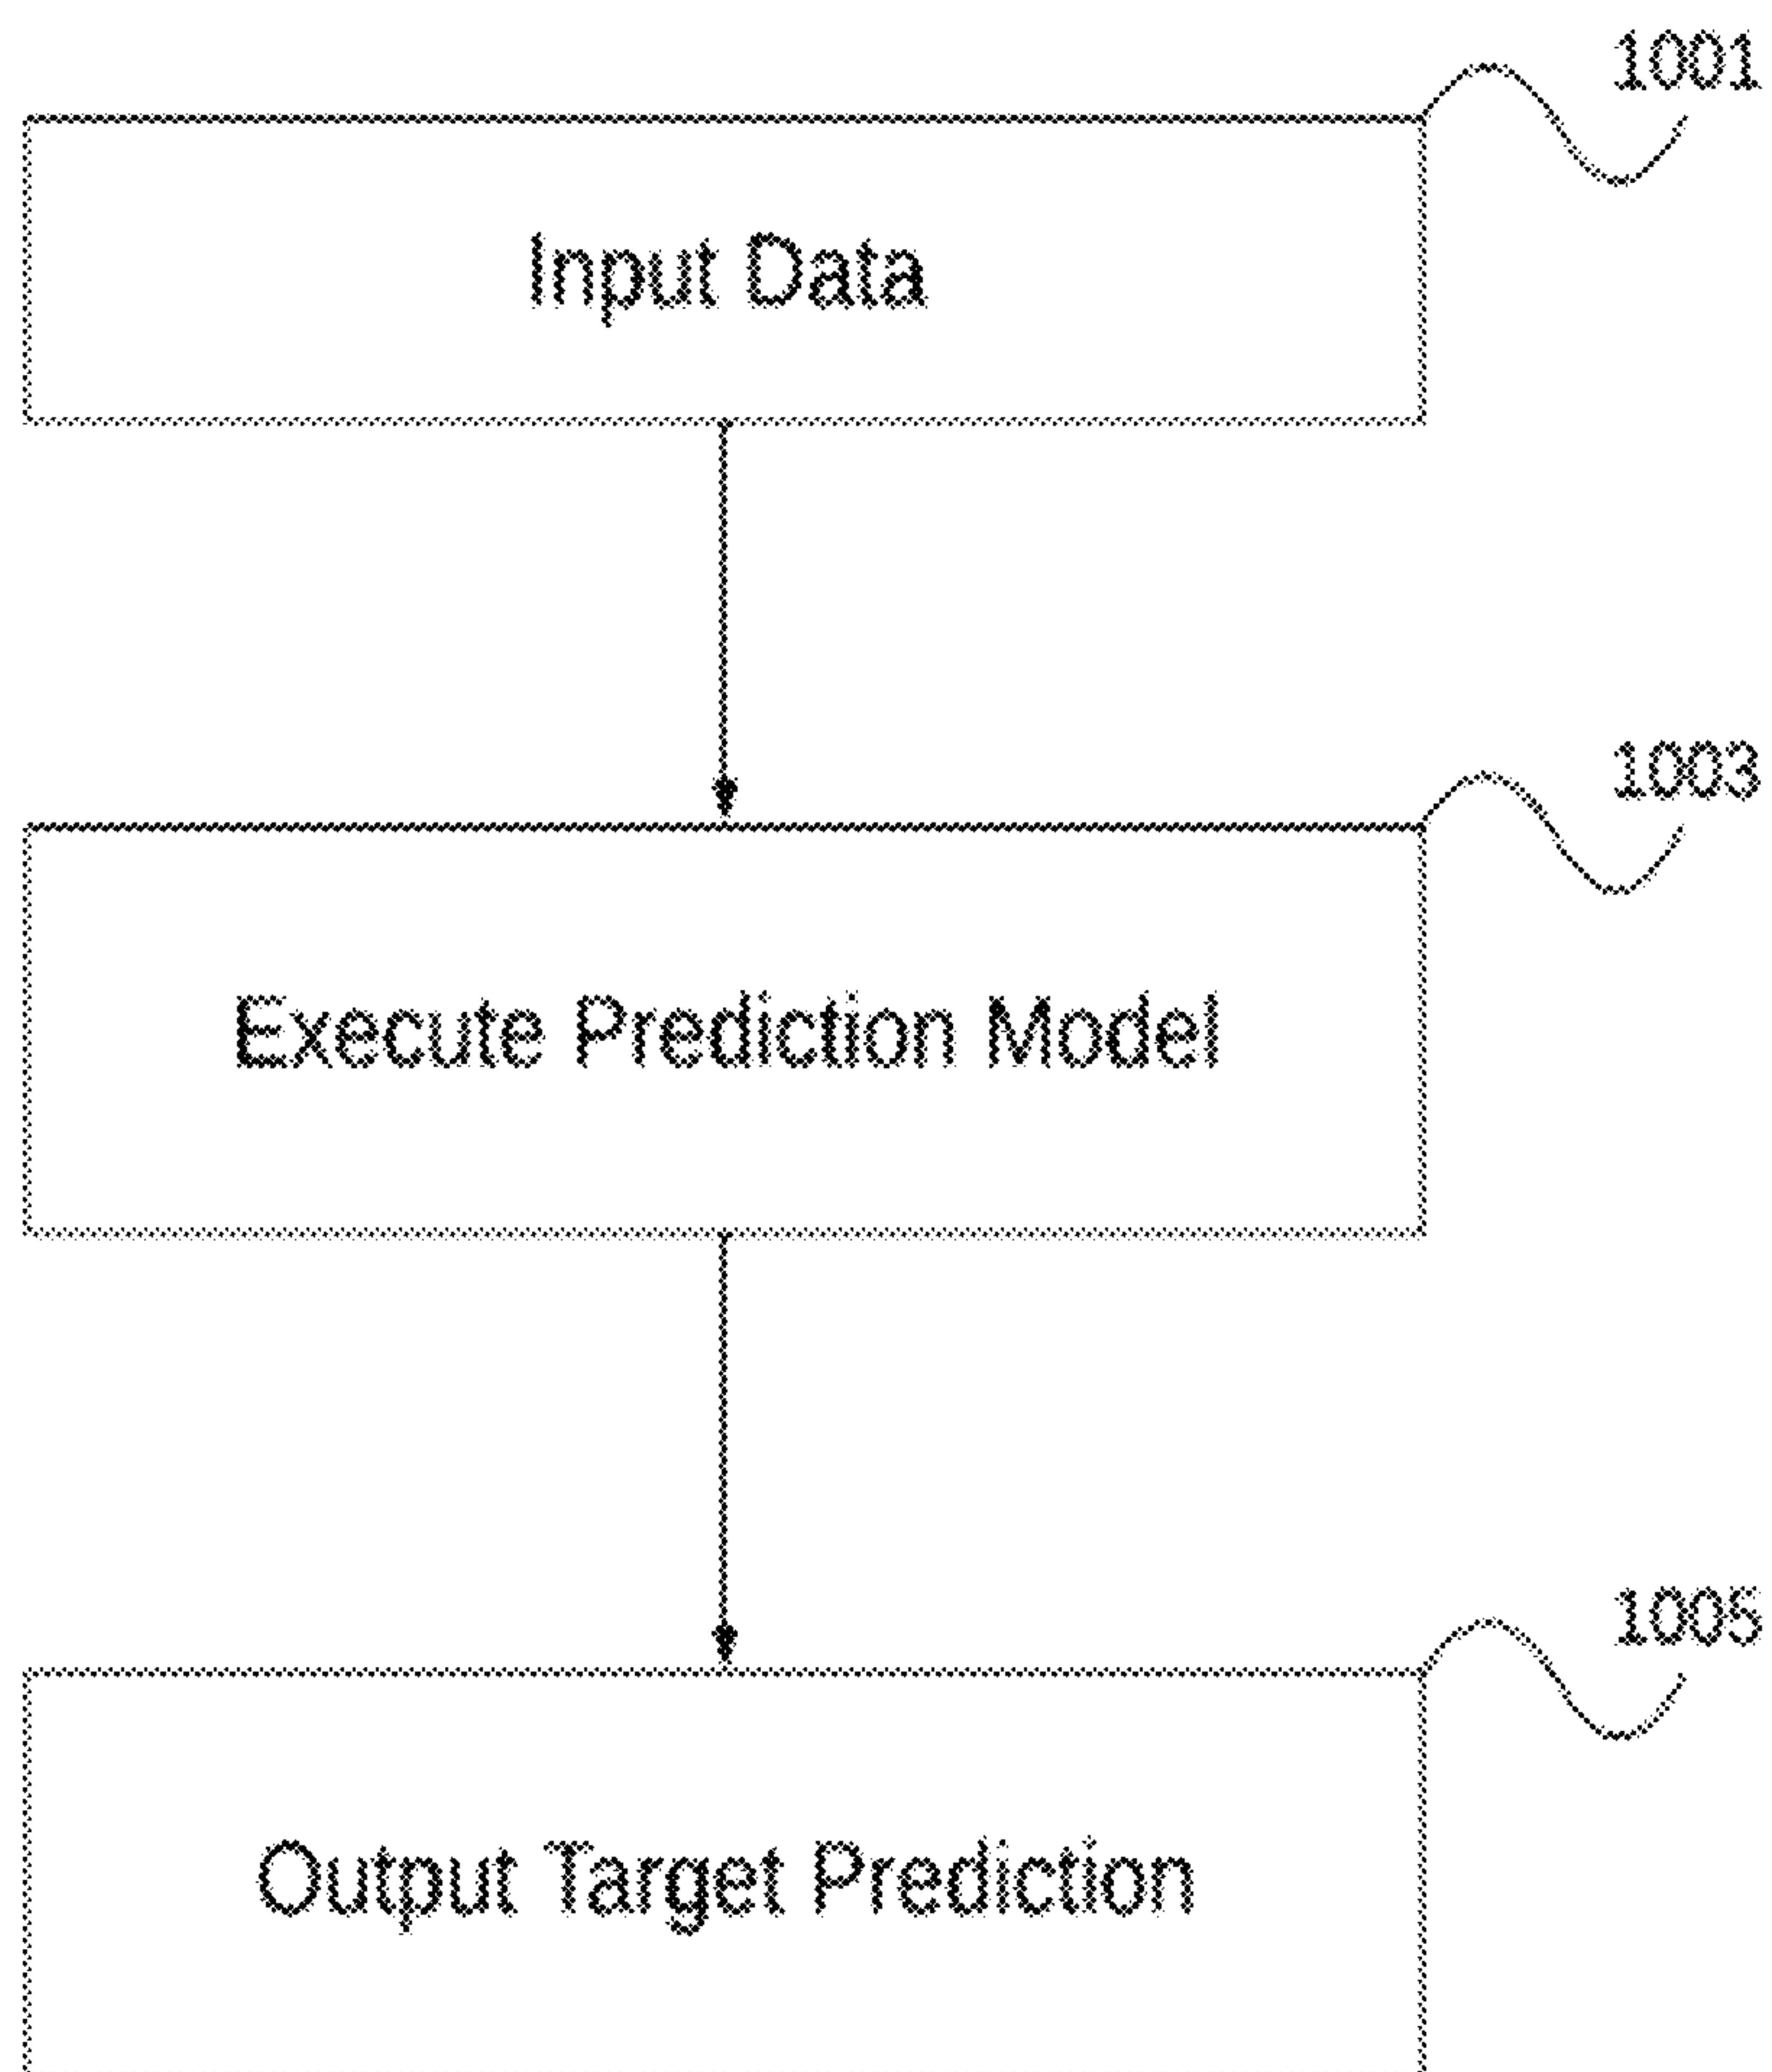 1001
Input Data
1003
Execute Prediction Model
1005
Output Target Prediction